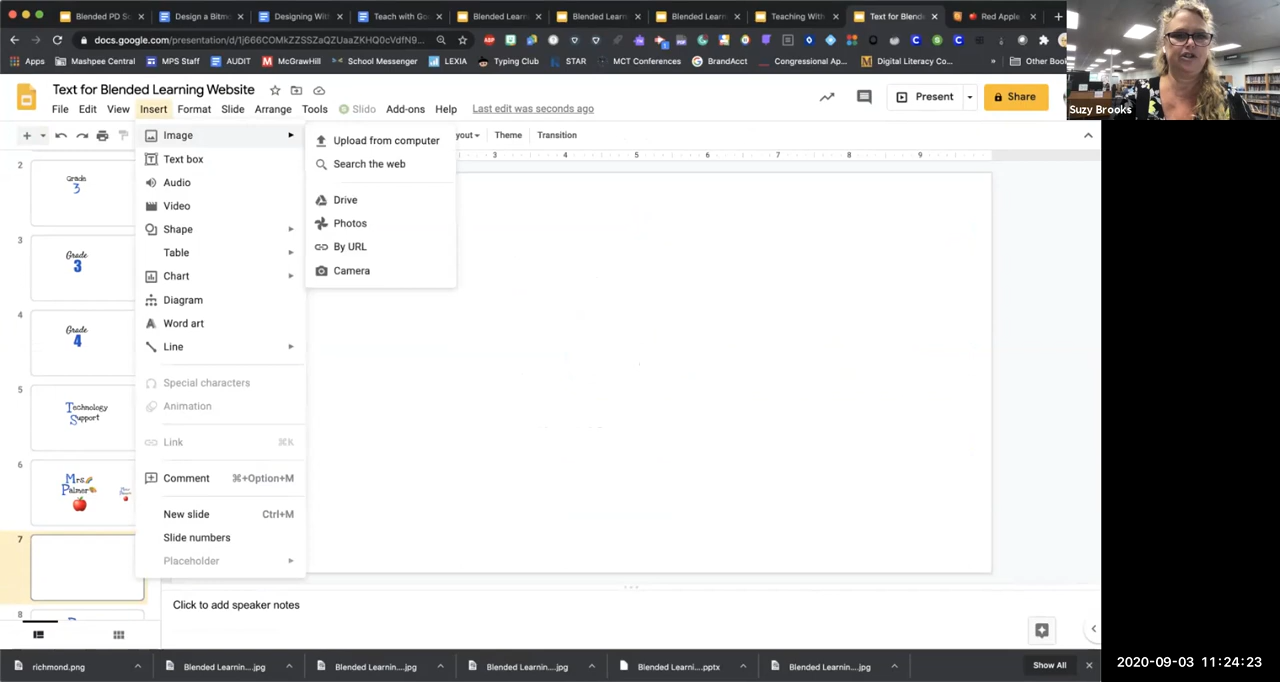 Blended PD Sc
Design a Bitm
Designing Wit
Teach with Go
Blended Learn
Blended Learn
Blended Learn
Teaching With
Text for Blende
Red Apple
docs.google.com/presentation/d/1j666COMkZZSSZaQZUaaZKHQ0cVdfN9...
Apps
Mashpee Central
MPS Staff
AUDIT
McGrawHill
School Messenger
LEXIA
Typing Club
STAR
MCT Conferences
BrandAcct
Congressional Ap...
Digital Literacy Co...
»
Other Boo
Text for Blended Learning Website
File Edit View Insert Format Slide Arrange Tools Slido Add-ons Help Last edit was seconds ago
Present
Share
Suzy Brooks
yout
Theme
Transition
3 4 5 6 7 8 9
Image
Text box
Audio
Video
Shape
Table
Chart
Diagram
Word art
Line
Special characters
Animation
Link ⌘K
Comment ⌘+Option+M
New slide Ctrl+M
Slide numbers
Placeholder
Upload from computer
Search the web
Drive
Photos
By URL
Camera
2
Grade
3
3
Grade
3
4
Grade
4
5
Technology
Support
6
Mrs.
Palmer
7
8
Click to add speaker notes
richmond.png
Blended Learnin....jpg
Blended Learnin....jpg
Blended Learnin....jpg
Blended Learni....pptx
Blended Learnin....jpg
Show All
2020-09-03 11:24:23